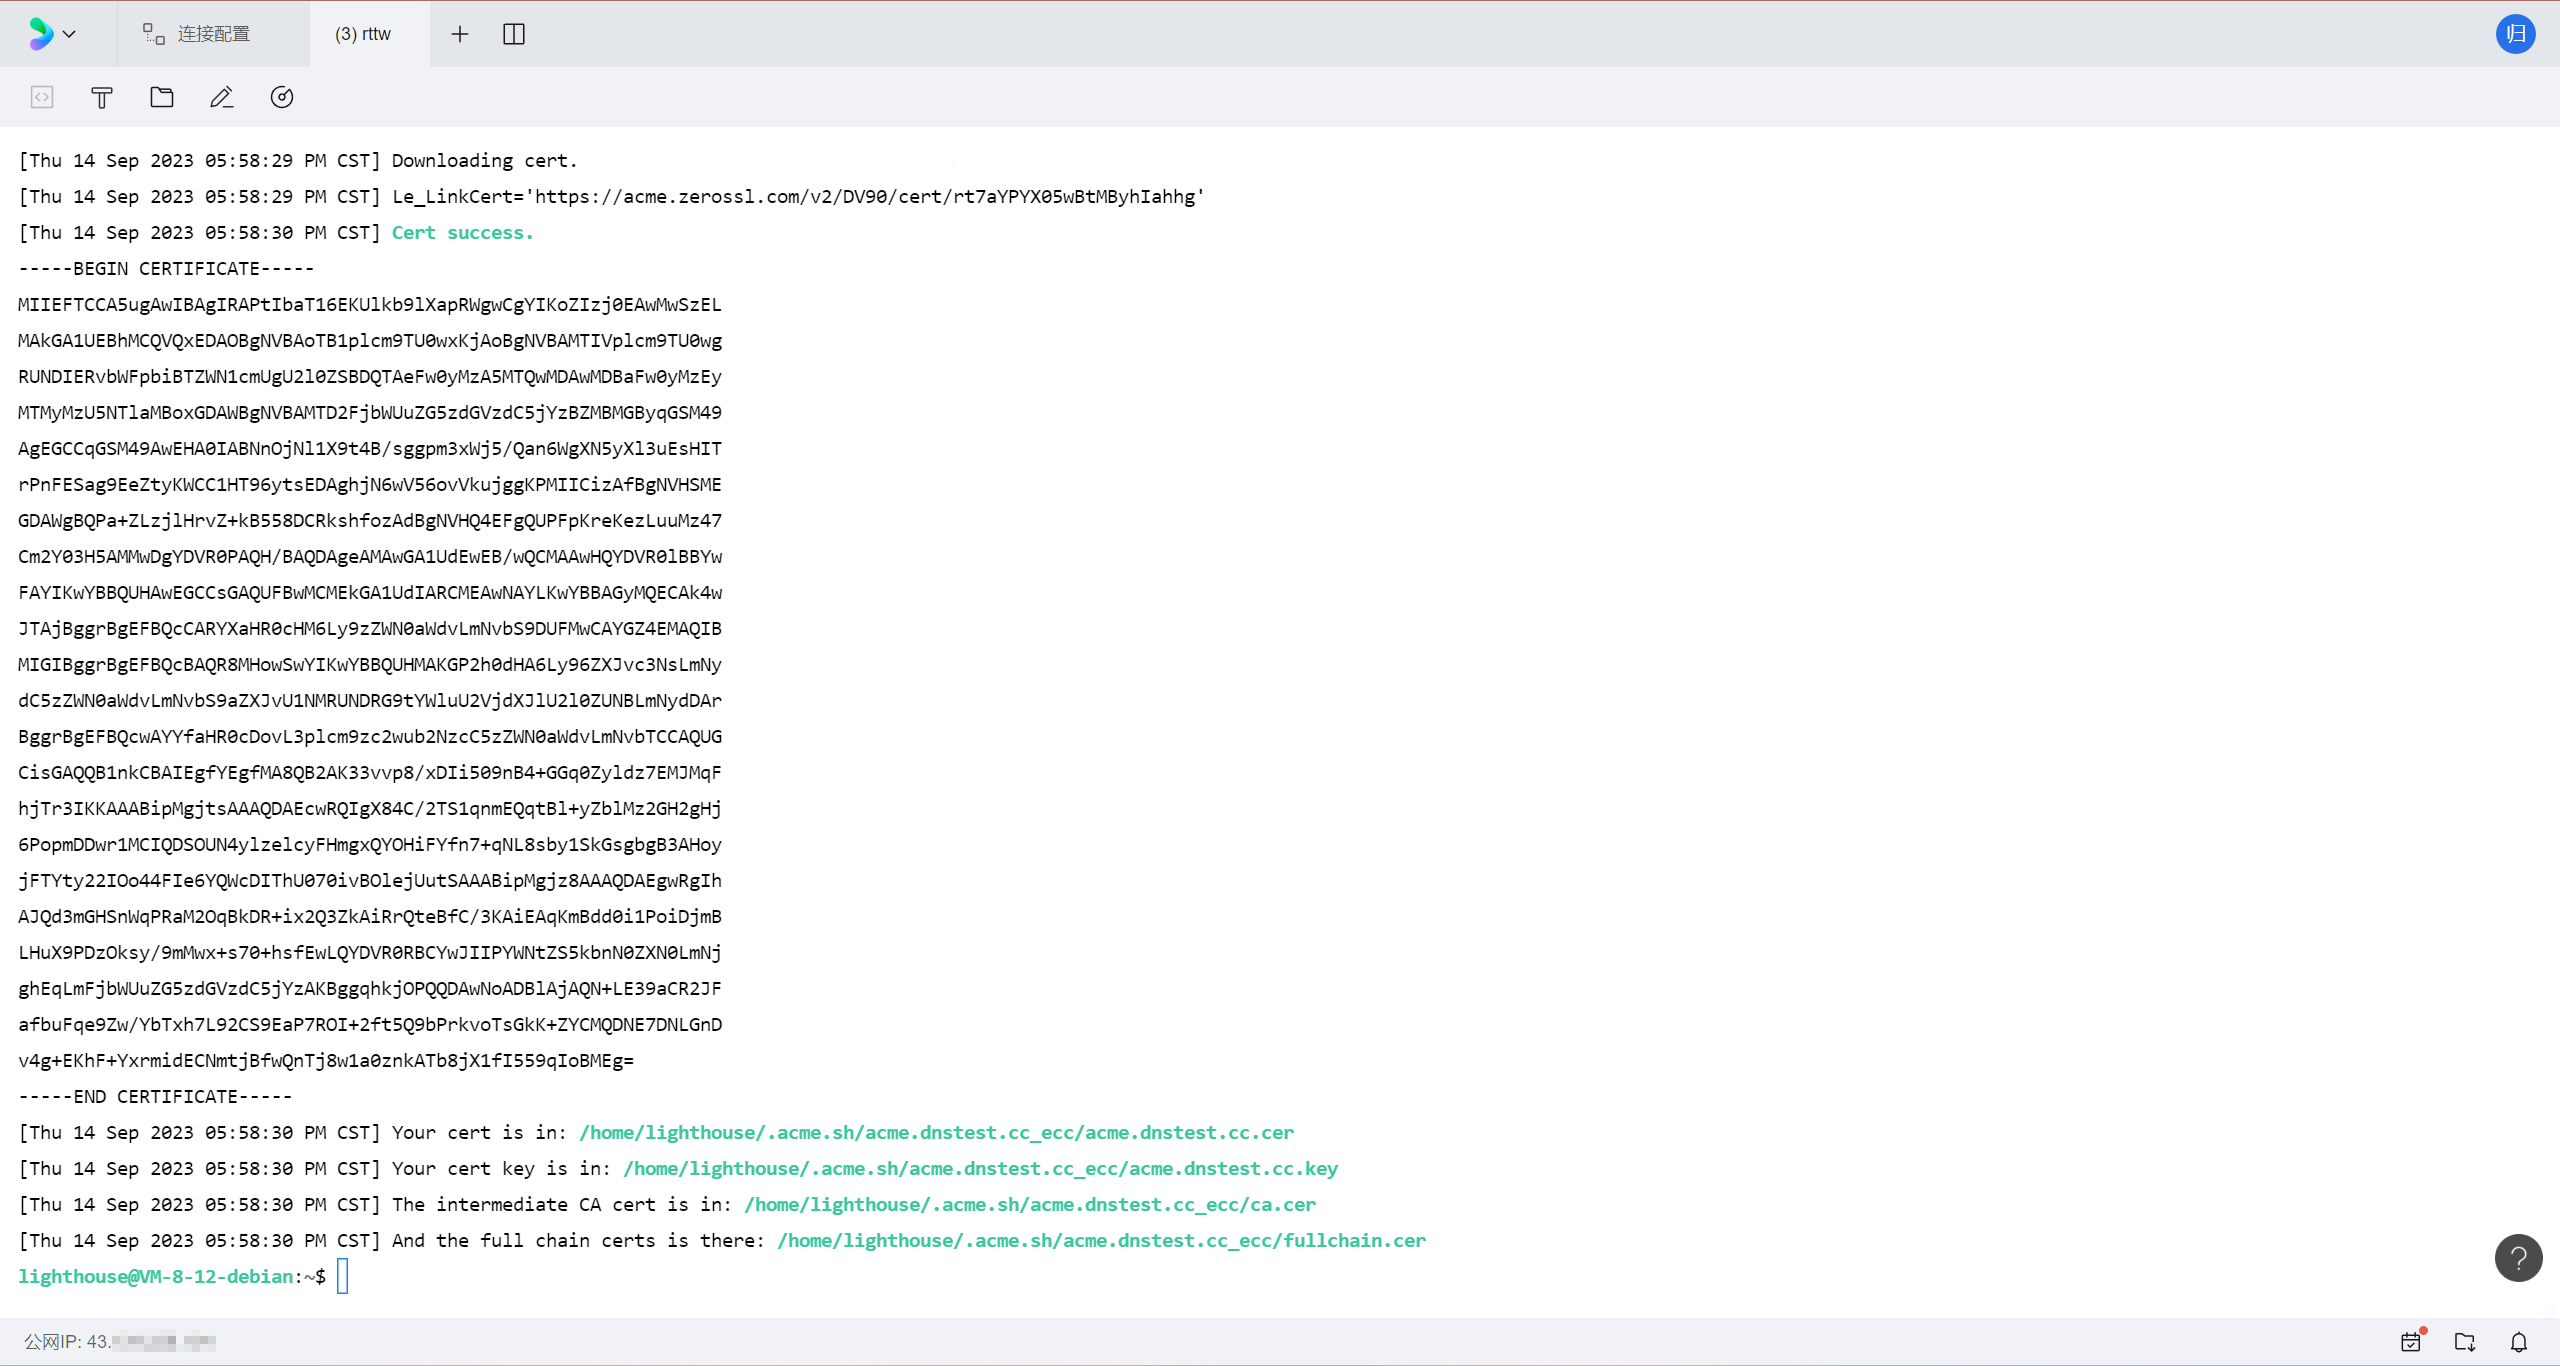 连接配置
(3) rttw
归
[Thu 14 Sep 2023 05:58:29 PM CST] Downloading cert.
[Thu 14 Sep 2023 05:58:29 PM CST] Le_LinkCert='https://acme.zerossl.com/v2/DV90/cert/rt7aYPYX05wBtMByhIahhg'
[Thu 14 Sep 2023 05:58:30 PM CST] Cert success.
-----BEGIN CERTIFICATE-----
MIIEFTCCA5ugAwIBAgIRAPtIbaT16EKUlkb9lXapRWgwCgYIKoZIzj0EAwMwSzEL
MAkGA1UEBhMCQVQxEDAOBgNVBAoTB1plcm9TU0wxKjAoBgNVBAMTIVplcm9TU0wg
RUNDIERvbWFpbiBTZWN1cmUgU2l0ZSBDQTAeFw0yMzA5MTQwMDAwMDBaFw0yMzEy
MTMyMzU5NTlaMBoxGDAWBgNVBAMTD2FjbWUuZG5zdGVzdC5jYzBZMBMGByqGSM49
AgEGCCqGSM49AwEHA0IABNnOjNl1X9t4B/sggpm3xWj5/Qan6WgXN5yXl3uEsHIT
rPnFESag9EeZtyKWCC1HT96ytsEDAghjN6wV56ovVkujggKPMIICizAfBgNVHSME
GDAWgBQPa+ZLzjlHrvZ+kB558DCRkshfozAdBgNVHQ4EFgQUPFpKreKezLuuMz47
Cm2Y03H5AMMwDgYDVR0PAQH/BAQDAgeAMAwGA1UdEwEB/wQCMAAwHQYDVR0lBBYw
FAYIKwYBBQUHAwEGCCsGAQUFBwMCMEkGA1UdIARCMEAwNAYLKwYBBAGyMQECAk4w
JTAjBggrBgEFBQcCARYXaHR0cHM6Ly9zZWN0aWdvLmNvbS9DUFMwCAYGZ4EMAQIB
MIGIBggrBgEFBQcBAQR8MHowSwYIKwYBBQUHMAKGP2h0dHA6Ly96ZXJvc3NsLmNy
dC5zZWN0aWdvLmNvbS9aZXJvU1NMRUNDRG9tYWluU2VjdXJlU2l0ZUNBLmNydDAr
BggrBgEFBQcwAYYfaHR0cDovL3plcm9zc2wub2NzcC5zZWN0aWdvLmNvbTCCAQUG
CisGAQQB1nkCBAIEgfYEgfMA8QB2AK33vvp8/xDIi509nB4+GGq0Zyldz7EMJMqF
hjTr3IKKAAABipMgjtsAAAQDAEcwRQIgX84C/2TS1qnmEQqtBl+yZblMz2GH2gHj
6PopmDDwr1MCIQDSOUN4ylzelcyFHmgxQYOHiFYfn7+qNL8sby1SkGsgbgB3AHoy
jFTYty22IOo44FIe6YQWcDIThU070ivBOlejUutSAAABipMgjz8AAAQDAEgwRgIh
AJQd3mGHSnWqPRaM2OqBkDR+ix2Q3ZkAiRrQteBfC/3KAiEAqKmBdd0i1PoiDjmB
LHuX9PDzOksy/9mMwx+s70+hsfEwLQYDVR0RBCYwJIIPYWNtZS5kbnN0ZXN0LmNj
ghEqLmFjbWUuZG5zdGVzdC5jYzAKBggqhkjOPQQDAwNoADBlAjAQN+LE39aCR2JF
afbuFqe9Zw/YbTxh7L92CS9EaP7ROI+2ft5Q9bPrkvoTsGkK+ZYCMQDNE7DNLGnD
v4g+EKhF+YxrmidECNmtjBfwQnTj8w1a0znkATb8jX1fI559qIoBMEg=
-----END CERTIFICATE-----
[Thu 14 Sep 2023 05:58:30 PM CST] Your cert is in: /home/lighthouse/.acme.sh/acme.dnstest.cc_ecc/acme.dnstest.cc.cer
[Thu 14 Sep 2023 05:58:30 PM CST] Your cert key is in: /home/lighthouse/.acme.sh/acme.dnstest.cc_ecc/acme.dnstest.cc.key
[Thu 14 Sep 2023 05:58:30 PM CST] The intermediate CA cert is in: /home/lighthouse/.acme.sh/acme.dnstest.cc_ecc/ca.cer
[Thu 14 Sep 2023 05:58:30 PM CST] And the full chain certs is there: /home/lighthouse/.acme.sh/acme.dnstest.cc_ecc/fullchain.cer
lighthouse@VM-8-12-debian:~$
公网IP: 43.